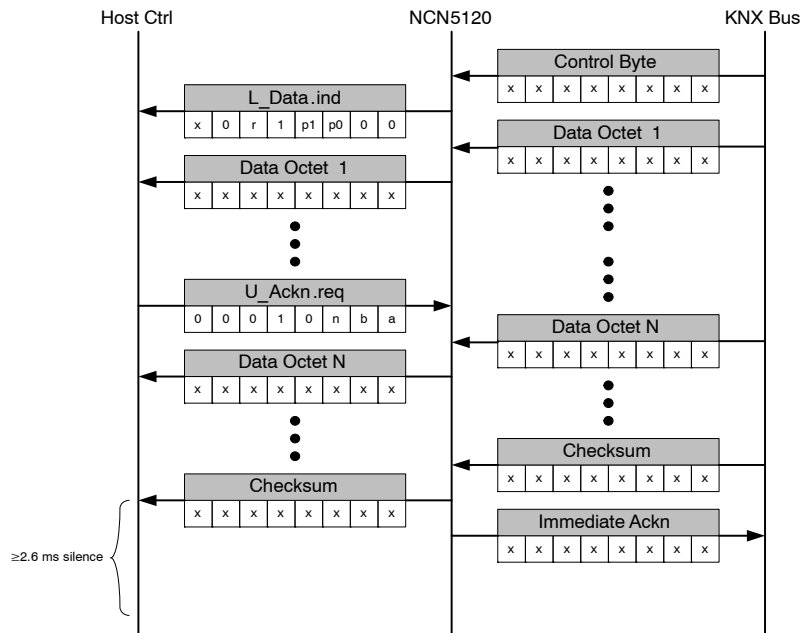 Host Ctrl NCN5120 KNX Bus
Control Byte
x x x x x x x x
L_Data.ind
x 0 r 1 p1 p0 0 0
Data Octet 1
x x x x x x x x
Data Octet 1
x x x x x x x x
U_Ackn.req
0 0 0 1 0 n b a
Data Octet N
x x x x x x x x
Data Octet N
x x x x x x x x
Checksum
x x x x x x x x
Checksum
x x x x x x x x
Immediate Ackn
x x x x x x x x
≥2.6 ms silence